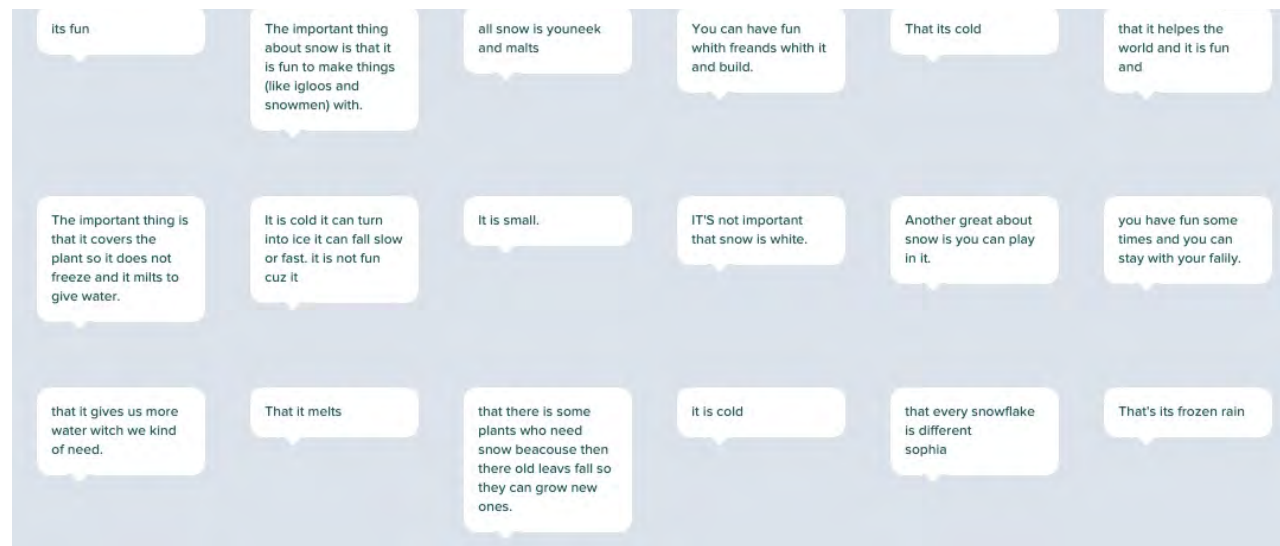 its fun
The important thing
about snow is that it
is fun to make things
(like igloos and
snowmen) with.
all snow is youneek
and malts
You can have fun
whith freands whith it
and build.
That its cold
that it helpes the
world and it is fun
and
The important thing is
that it covers the
plant so it does not
freeze and it milts to
give water.
It is cold it can turn
into ice it can fall slow
or fast. it is not fun
cuz it
It is small.
IT'S not important
that snow is white.
Another great about
snow is you can play
in it.
you have fun some
times and you can
stay with your falily.
that it gives us more
water witch we kind
of need.
That it melts
that there is some
plants who need
snow beacouse then
there old leavs fall so
they can grow new
ones.
it is cold
that every snowflake
is different
sophia
That's its frozen rain